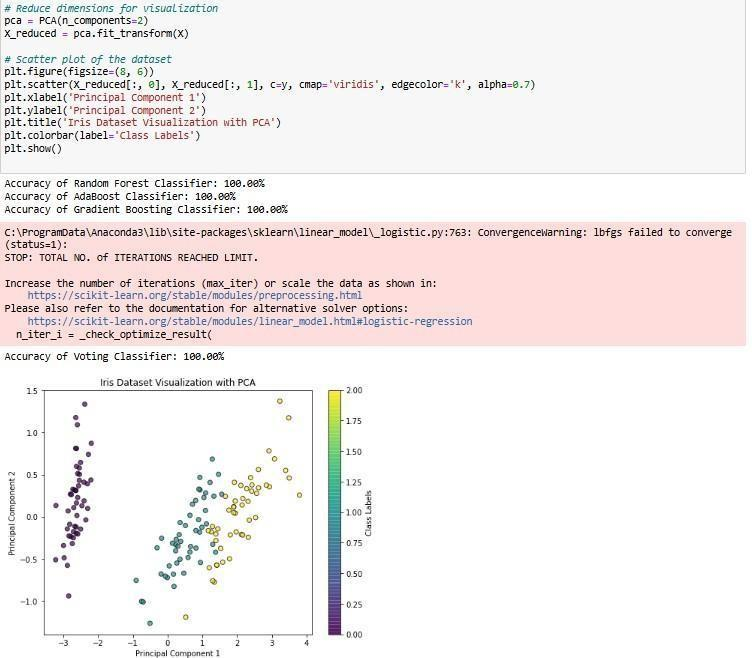 # Reduce dimensions for visualization
pca = PCA(n_components=2)
X_reduced = pca.fit_transform(X)
# Scatter plot of the dataset
plt.figure(figsize=(8, 6))
plt.scatter(X_reduced[:, 0], X_reduced[:, 1], c=y, cmap='viridis', edgecolor='k', alpha=0.7)
plt.xlabel('Principal Component 1')
plt.ylabel('Principal Component 2')
plt.title('Iris Dataset Visualization with PCA')
plt.colorbar(label='Class Labels')
plt.show()
Accuracy of Random Forest Classifier: 100.00%
Accuracy of AdaBoost Classifier: 100.00%
Accuracy of Gradient Boosting Classifier: 100.00%
C:\ProgramData\Anaconda3\lib\site-packages\sklearn\linear_model\_logistic.py:763: ConvergenceWarning: lbfgs failed to converge
(status=1):
STOP: TOTAL NO. of ITERATIONS REACHED LIMIT.
Increase the number of iterations (max_iter) or scale the data as shown in:
https://scikit-learn.org/stable/modules/preprocessing.html
Please also refer to the documentation for alternative solver options:
https://scikit-learn.org/stable/modules/linear_model.html#logistic-regression
n_iter_i = _check_optimize_result(
Accuracy of Voting Classifier: 100.00%
Iris Dataset Visualization with PCA
1.5
1.0
0.5
0.0
−0.5
−1.0
Principal Component 2
−3 −2 −1 0 1 2 3 4
Principal Component 1
2.00
1.75
1.50
1.25
1.00
0.75
0.50
0.25
0.00
Class Labels